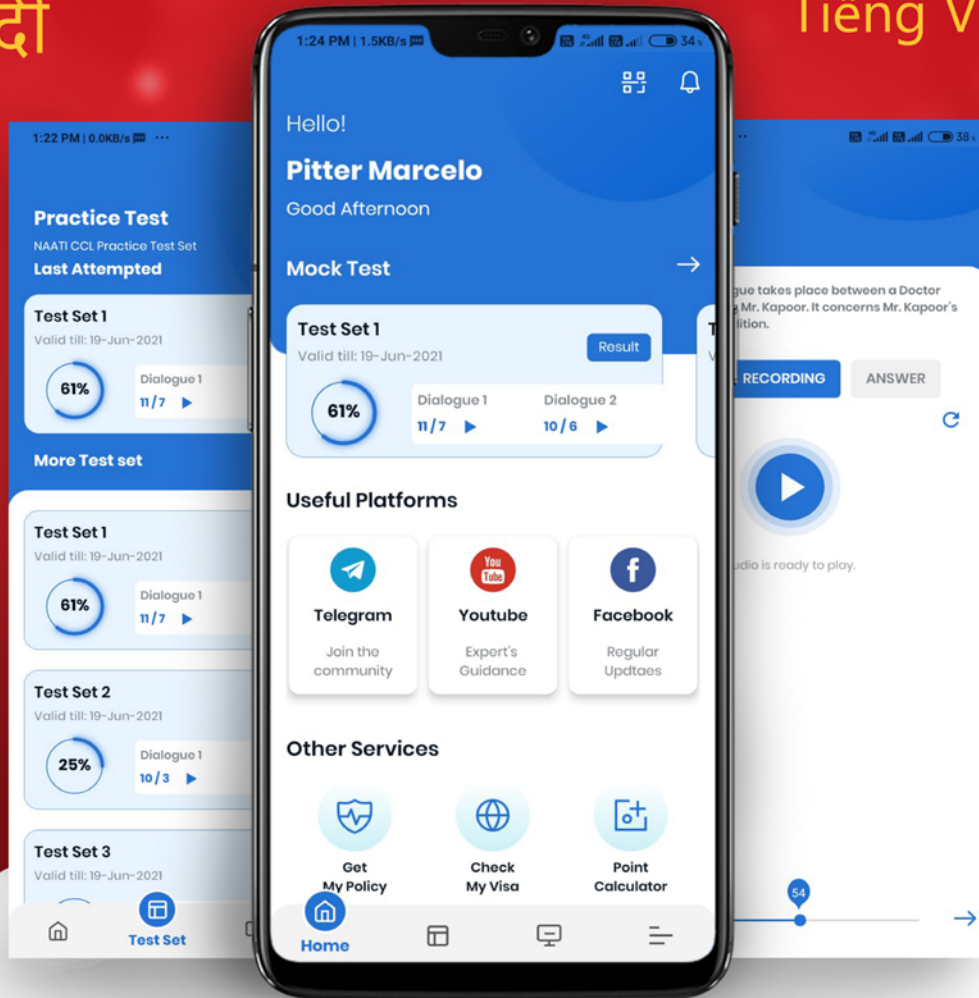 Tiếng V
1:22 PM | 0.0KB/s
Practice Test
NAATI CCL Practice Test Set
Last Attempted
Test Set 1
Valid till: 19-Jun-2021
61%
Dialogue 1
11/7
More Test set
Test Set 1
Valid till: 19-Jun-2021
61%
Dialogue 1
11/7
Test Set 2
Valid till: 19-Jun-2021
25%
Dialogue 1
10/3
Test Set 3
Valid till: 19-Jun-2021
Test Set
1:24 PM | 1.5KB/s
34
Hello!
Pitter Marcelo
Good Afternoon
Mock Test
Test Set 1
Valid till: 19-Jun-2021
Result
61%
Dialogue 1 Dialogue 2
11/7 10/6
Useful Platforms
You
Tube
Telegram Youtube Facebook
Join the community
Expert's Guidance
Regular Updtaes
Other Services
Get My Policy
Check My Visa
Point Calculator
Home
38
gue takes place between a Doctor
Mr. Kapoor. It concerns Mr. Kapoor's
lition.
RECORDING ANSWER
udio is ready to play.
54